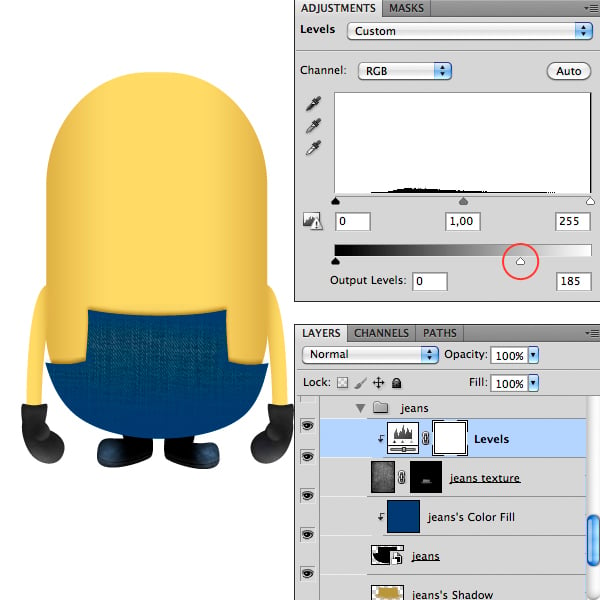 ADJUSTMENTS MASKS
Levels Custom
Channel: RGB Auto
0 1,00 255
Output Levels: 0 185
LAYERS CHANNELS PATHS
Normal Opacity: 100%
Lock: Fill: 100%
jeans
Levels
jeans texture
jeans's Color Fill
jeans
jeans's Shadow